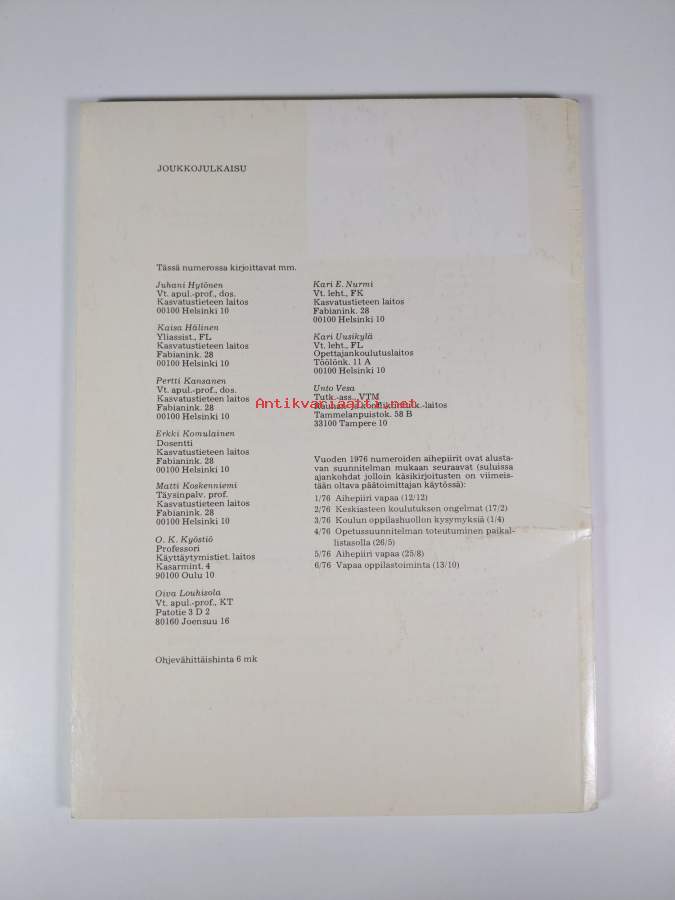 JOUKKOJULKAISU
Tässä numerossa kirjoittavat mm.
Juhani Hytönen
Vt. apul.-prof., dos.
Kasvatustieteen laitos
00100 Helsinki 10
Kaisa Hälinen
Yliassist., FL
Kasvatustieteen laitos
Fabianink. 28
00100 Helsinki 10
Pertti Kansanen
Vt. apul.-prof., dos.
Kasvatustieteen laitos
Fabianink. 28
00100 Helsinki 10
Erkki Komulainen
Dosentti
Kasvatustieteen laitos
Fabianink. 28
00100 Helsinki 10
Matti Koskenniemi
Täysinpalv. prof.
Kasvatustieteen laitos
Fabianink. 28
00100 Helsinki 10
O. K. Kyöstiö
Professori
Käyttäytymistiet. laitos
Kasarmint. 4
90100 Oulu 10
Oiva Louhisola
Vt. apul.-prof., KT
Patotie 3 D 2
80160 Joensuu 16
Ohjevähittäishinta 6 mk
Kari E. Nurmi
Vt. leht., FK
Kasvatustieteen laitos
Fabianink. 28
00100 Helsinki 10
Kari Uusikylä
Vt. leht., FL
Opettajankoulutuslaitos
Töölönk. 11 A
00100 Helsinki 10
Unto Vesa
Tutk.-ass., VTM
Antikvariaatti.net
-laitos
Tammelanpuistok. 58 B
33100 Tampere 10
Vuoden 1976 numeroiden aihepiirit ovat alusta-
van suunnitelman mukaan seuraavat (suluissa
ajankohdat jolloin käsikirjoitusten on viimeis-
tään oltava päätoimittajan käytössä):
1/76 Aihepiiri vapaa (12/12)
2/76 Keskiasteen koulutuksen ongelmat (17/2)
3/76 Koulun oppilashuollon kysymyksiä (1/4)
4/76 Opetussuunnitelman toteutuminen paikal-
listasolla (26/5)
5/76 Aihepiiri vapaa (25/8)
6/76 Vapaa oppilastoiminta (13/10)